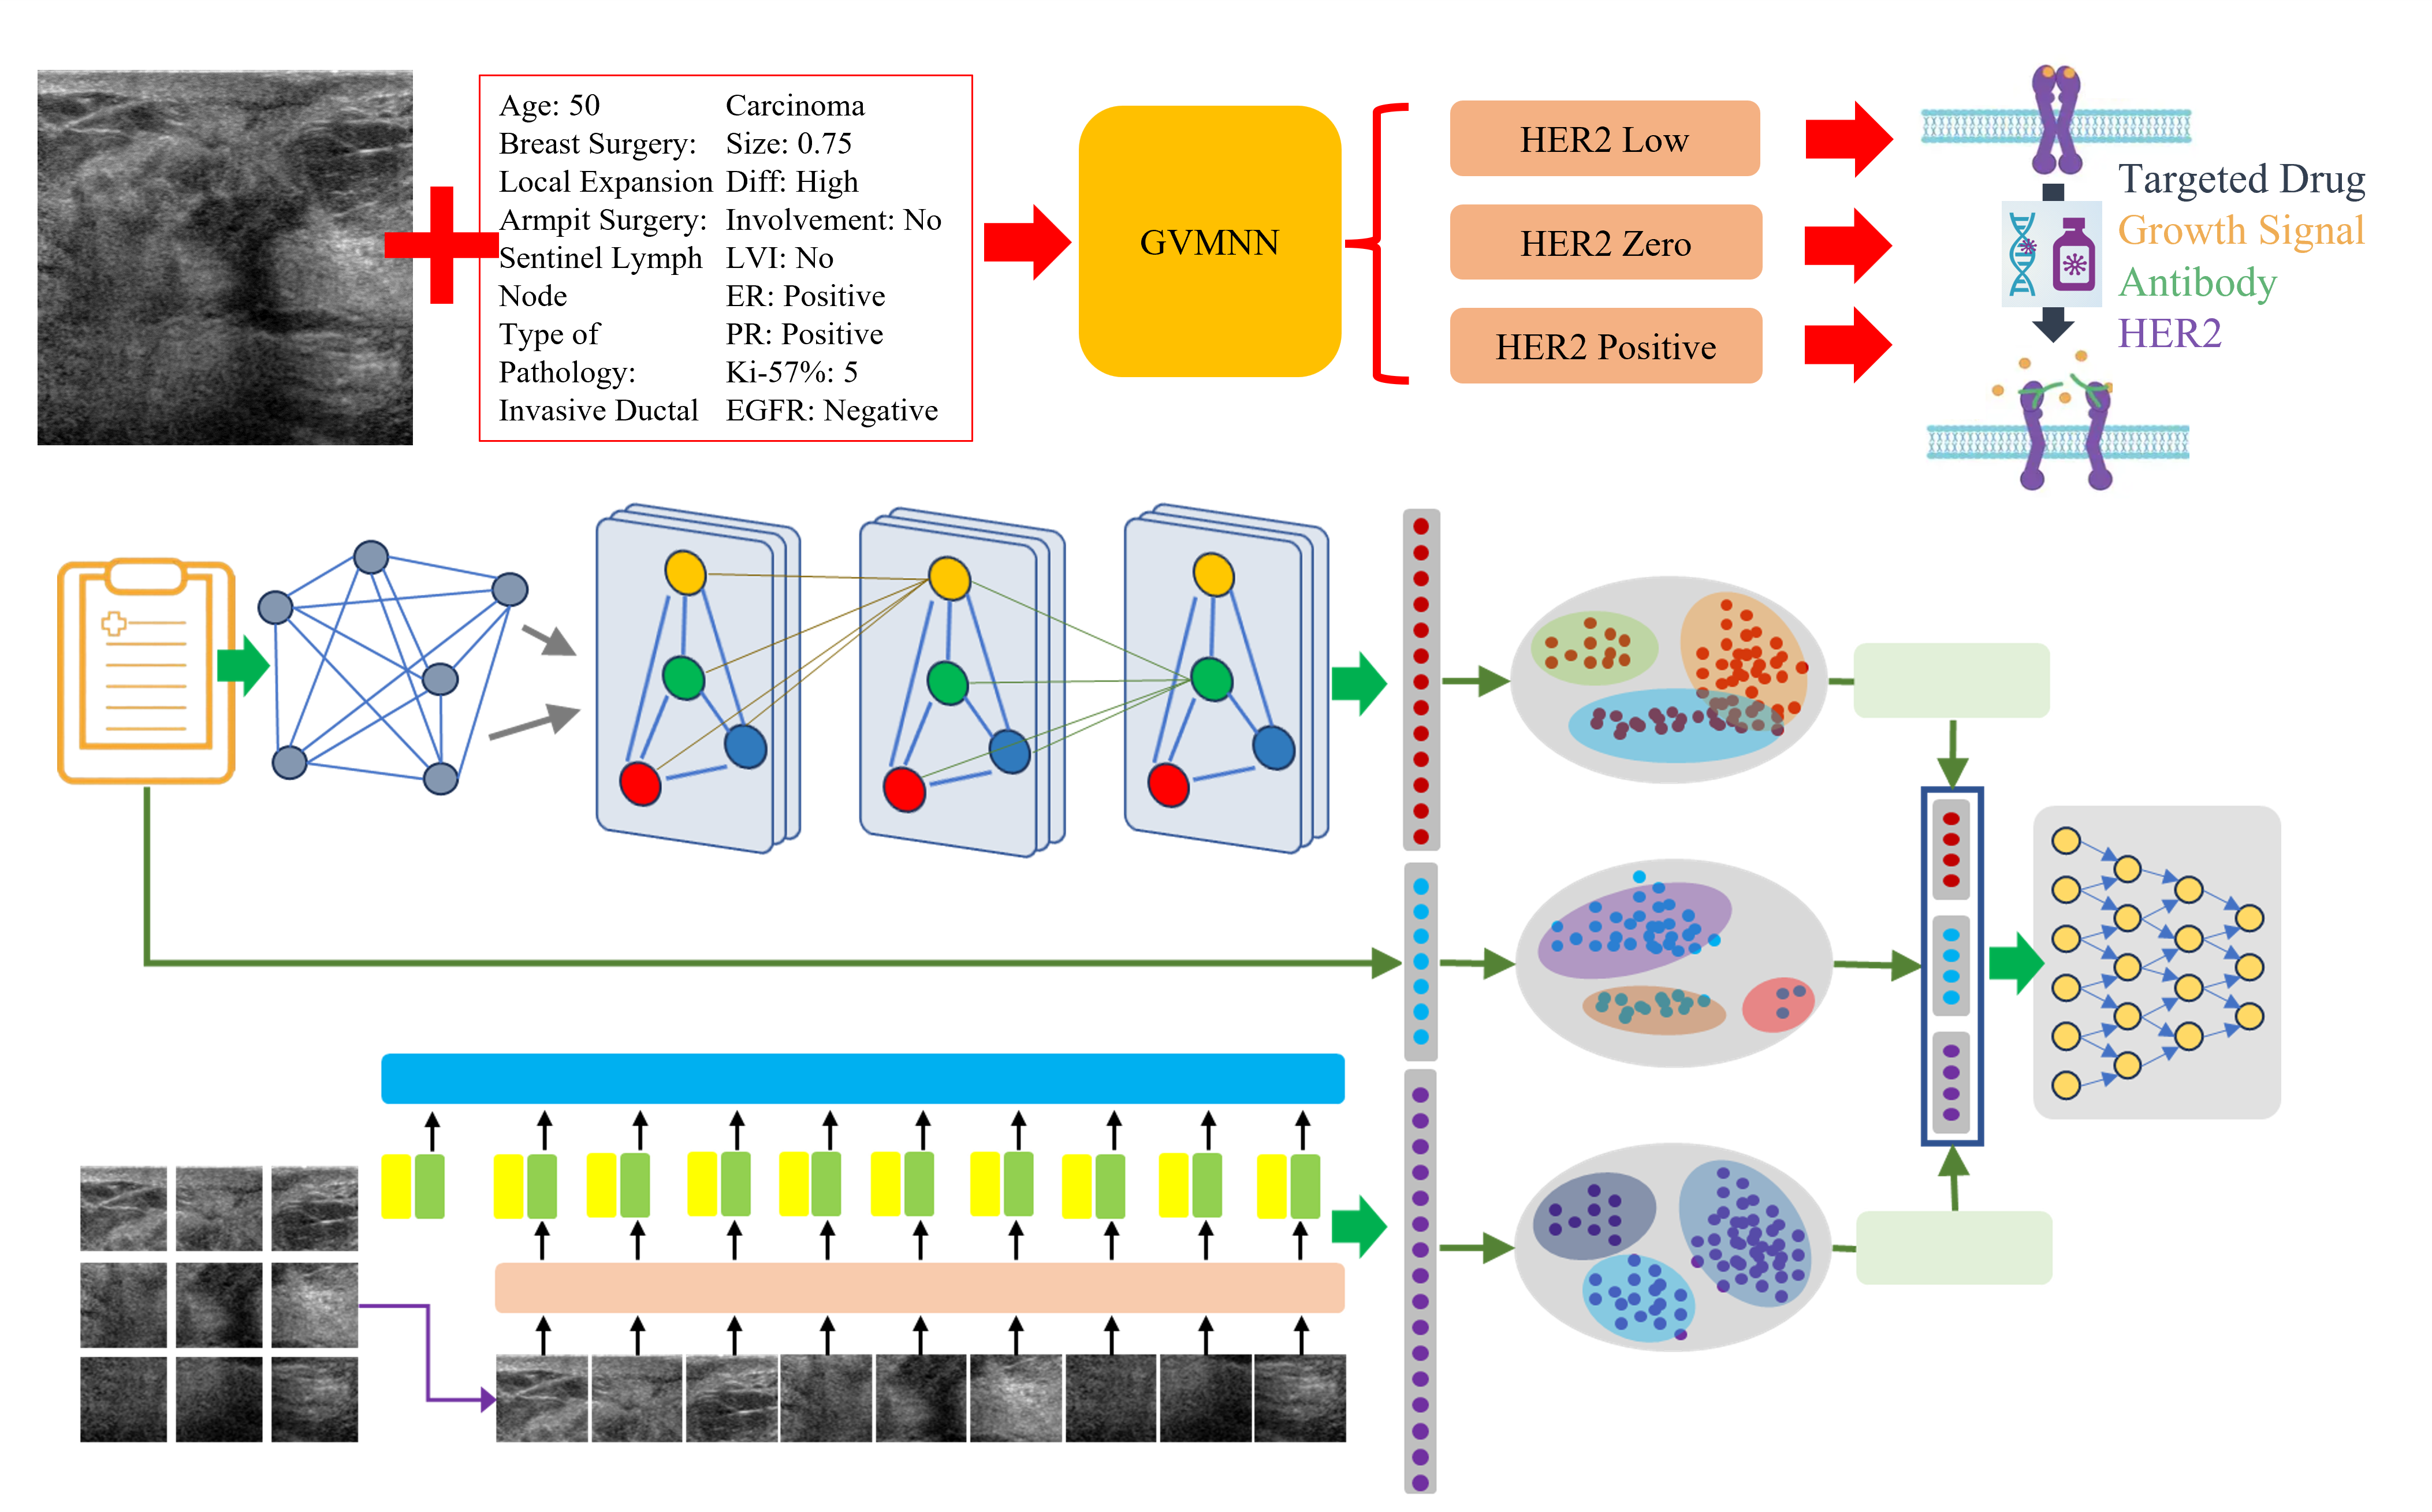 Age: 50
Breast Surgery:
Local Expansion
Armpit Surgery:
Sentinel Lymph
Node
Type of
Pathology:
Invasive Ductal
Carcinoma
Size: 0.75
Diff: High
Involvement: No
LVI: No
ER: Positive
PR: Positive
Ki-57%: 5
EGFR: Negative
GVMNN
HER2 Low
HER2 Zero
HER2 Positive
Targeted Drug
Growth Signal
Antibody
HER2